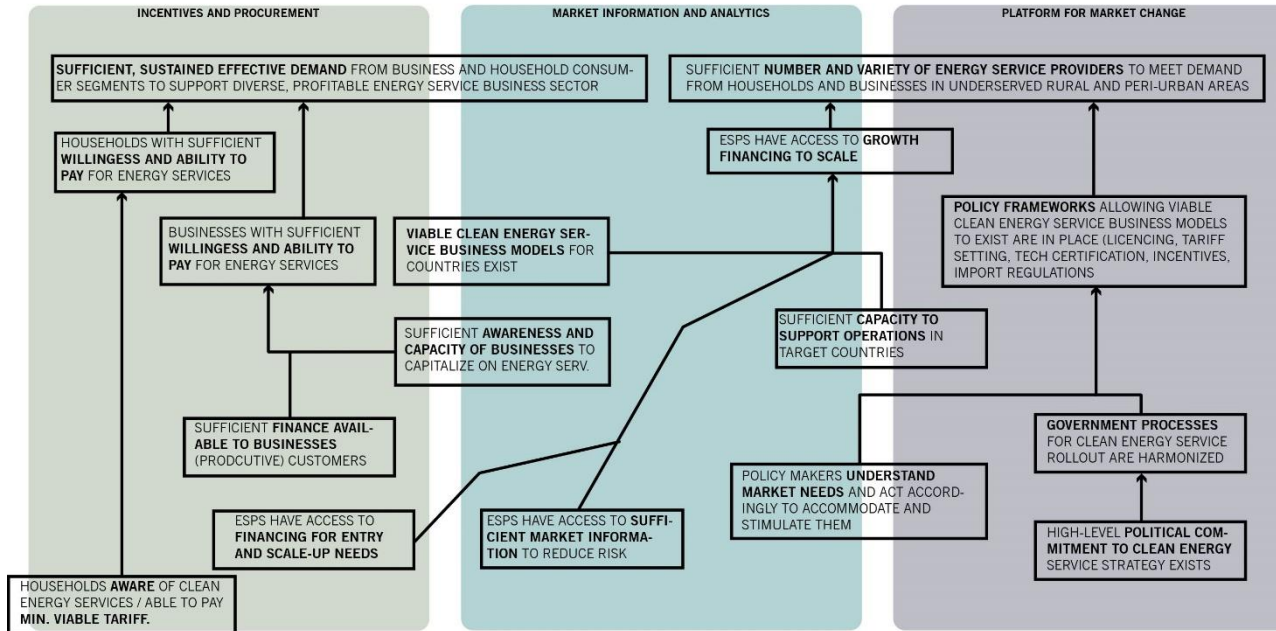 INCENTIVES AND PROCUREMENT
MARKET INFORMATION AND ANALYTICS
PLATFORM FOR MARKET CHANGE
SUFFICIENT, SUSTAINED EFFECTIVE DEMAND FROM BUSINESS AND HOUSEHOLD CONSUM-
ER SEGMENTS TO SUPPORT DIVERSE, PROFITABLE ENERGY SERVICE BUSINESS SECTOR
SUFFICIENT NUMBER AND VARIETY OF ENERGY SERVICE PROVIDERS TO MEET DEMAND
FROM HOUSEHOLDS AND BUSINESSES IN UNDERSERVED RURAL AND PERI-URBAN AREAS
HOUSEHOLDS WITH SUFFICIENT
WILLINGESS AND ABILITY TO
PAY FOR ENERGY SERVICES
ESPS HAVE ACCESS TO GROWTH
FINANCING TO SCALE
BUSINESSES WITH SUFFICIENT
WILLINGESS AND ABILITY TO
PAY FOR ENERGY SERVICES
VIABLE CLEAN ENERGY SER-
VICE BUSINESS MODELS FOR
COUNTRIES EXIST
POLICY FRAMEWORKS ALLOWING VIABLE
CLEAN ENERGY SERVICE BUSINESS MODELS
TO EXIST ARE IN PLACE (LICENCING, TARIFF
SETTING, TECH CERTIFICATION, INCENTIVES,
IMPORT REGULATIONS
SUFFICIENT AWARENESS AND
CAPACITY OF BUSINESSES TO
CAPITALIZE ON ENERGY SERV.
SUFFICIENT CAPACITY TO
SUPPORT OPERATIONS IN
TARGET COUNTRIES
SUFFICIENT FINANCE AVAIL-
ABLE TO BUSINESSES
(PRODCUTIVE) CUSTOMERS
GOVERNMENT PROCESSES
FOR CLEAN ENERGY SERVICE
ROLLOUT ARE HARMONIZED
POLICY MAKERS UNDERSTAND
MARKET NEEDS AND ACT ACCORD-
INGLY TO ACCOMMODATE AND
STIMULATE THEM
ESPS HAVE ACCESS TO
FINANCING FOR ENTRY
AND SCALE-UP NEEDS
ESPS HAVE ACCESS TO SUFFI-
CIENT MARKET INFORMA-
TION TO REDUCE RISK
HIGH-LEVEL POLITICAL COM-
MITMENT TO CLEAN ENERGY
SERVICE STRATEGY EXISTS
HOUSEHOLDS AWARE OF CLEAN
ENERGY SERVICES / ABLE TO PAY
MIN. VIABLE TARIFF.